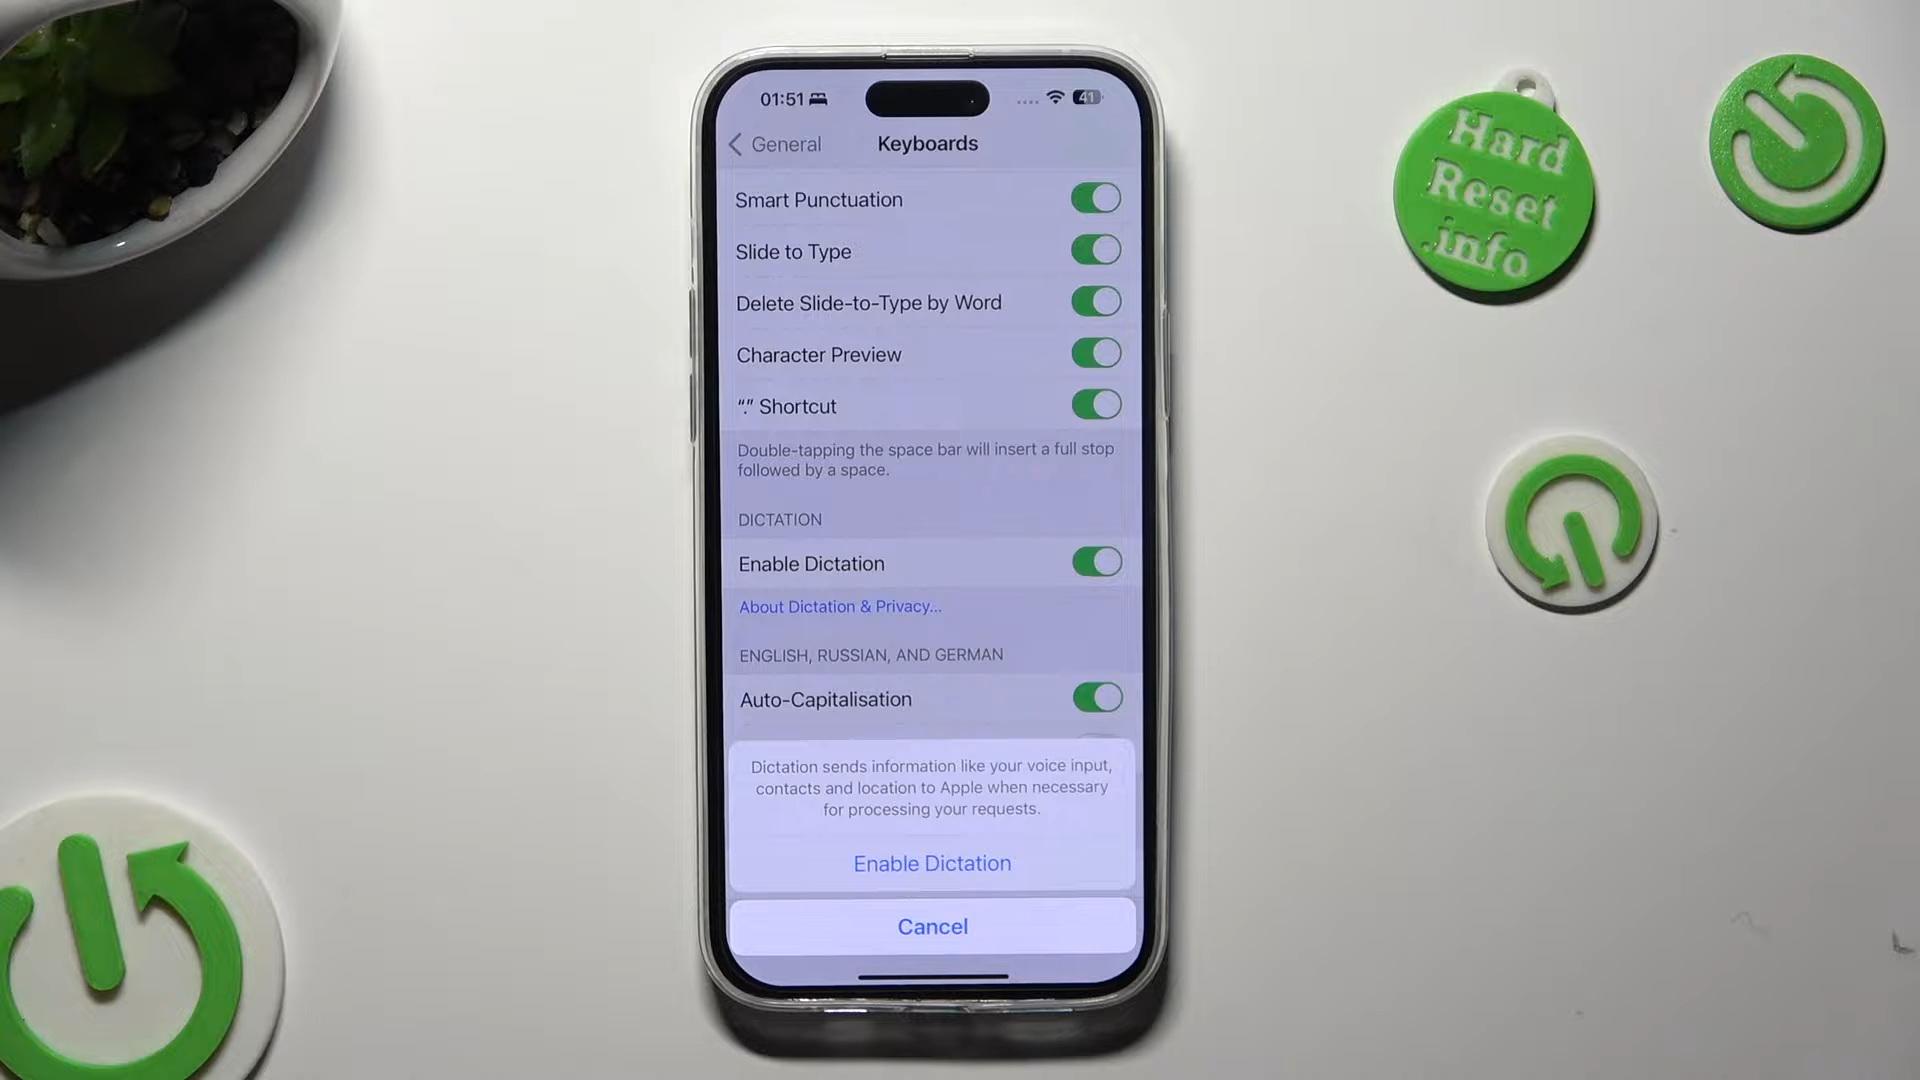 01:51
41
General
Keyboards
Smart Punctuation
Slide to Type
Delete Slide-to-Type by Word
Character Preview
“.” Shortcut
Double-tapping the space bar will insert a full stop
followed by a space.
DICTATION
Enable Dictation
About Dictation & Privacy...
ENGLISH, RUSSIAN, AND GERMAN
Auto-Capitalisation
Dictation sends information like your voice input,
contacts and location to Apple when necessary
for processing your requests.
Enable Dictation
Cancel
Hard
Reset
.info